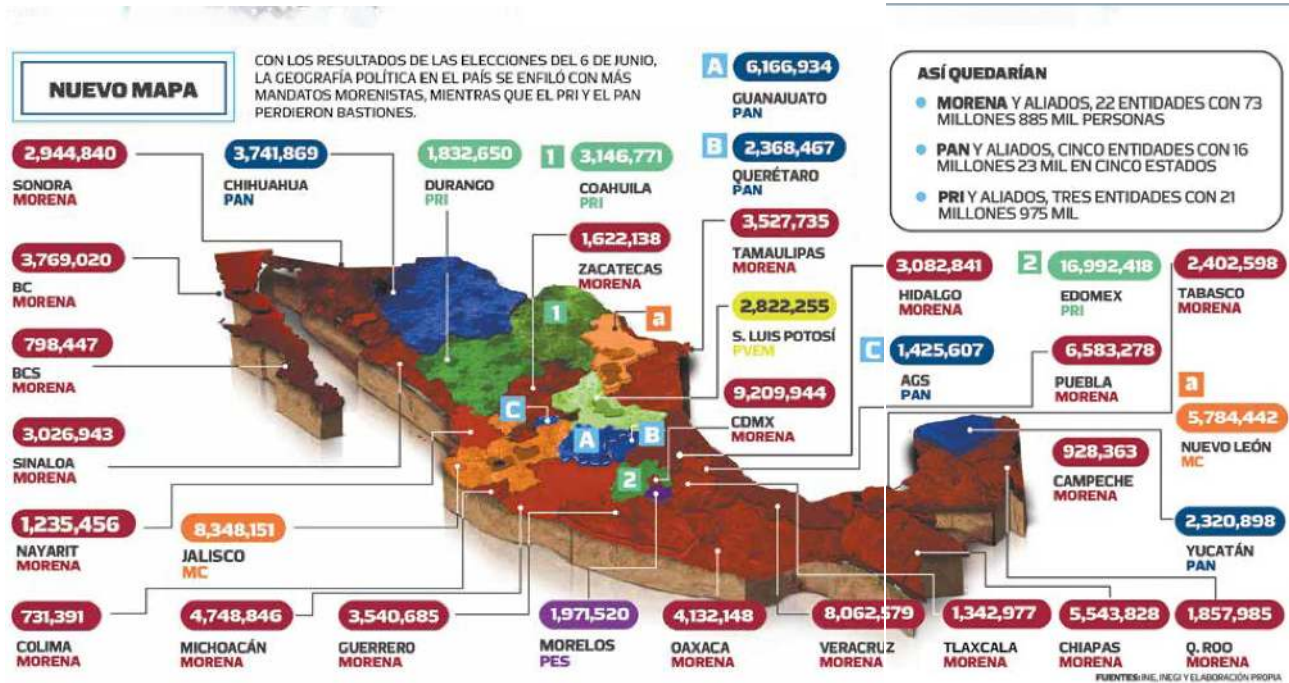 NUEVO MAPA
CON LOS RESULTADOS DE LAS ELECCIONES DEL 6 DE JUNIO,
LA GEOGRAFÍA POLÍTICA EN EL PAÍS SE ENFILÓ CON MÁS
MANDATOS MORENISTAS, MIENTRAS QUE EL PRI Y EL PAN
PERDIERON BASTIONES.
A 6,166,934
GUANAJUATO
PAN
B 2,368,467
QUERÉTARO
PAN
ASÍ QUEDARÍAN
MORENA Y ALIADOS, 22 ENTIDADES CON 73
MILLONES 885 MIL PERSONAS
PAN Y ALIADOS, CINCO ENTIDADES CON 16
MILLONES 23 MIL EN CINCO ESTADOS
PRI Y ALIADOS, TRES ENTIDADES CON 21
MILLONES 975 MIL
2,944,840
SONORA
MORENA
3,741,869
CHIHUAHUA
PAN
1,832,650
DURANGO
PRI
1 3,146,771
COAHUILA
PRI
1,622,138
ZACATECAS
MORENA
3,527,735
TAMAULIPAS
MORENA
3,769,020
BC
MORENA
2,822,255
S. LUIS POTOSÍ
PVEM
3,082,841
HIDALGO
MORENA
2 16,992,418
EDOMEX
PRI
2,402,598
TABASCO
MORENA
798,447
BCS
MORENA
9,209,944
CDMX
MORENA
C 1,425,607
AGS
PAN
6,583,278
PUEBLA
MORENA
a
5,784,442
NUEVO LEÓN
MC
3,026,943
SINALOA
MORENA
928,363
CAMPECHE
MORENA
1
a
C
A
B
2
1,235,456
NAYARIT
MORENA
8,348,151
JALISCO
MC
2,320,898
YUCATÁN
PAN
731,391
COLIMA
MORENA
4,748,846
MICHOACÁN
MORENA
3,540,685
GUERRERO
MORENA
1,971,520
MORELOS
PES
4,132,148
OAXACA
MORENA
8,062,579
VERACRUZ
MORENA
1,342,977
TLAXCALA
MORENA
5,543,828
CHIAPAS
MORENA
1,857,985
Q. ROO
MORENA
FUENTES: INE, INEGI Y ELABORACIÓN PROPIA